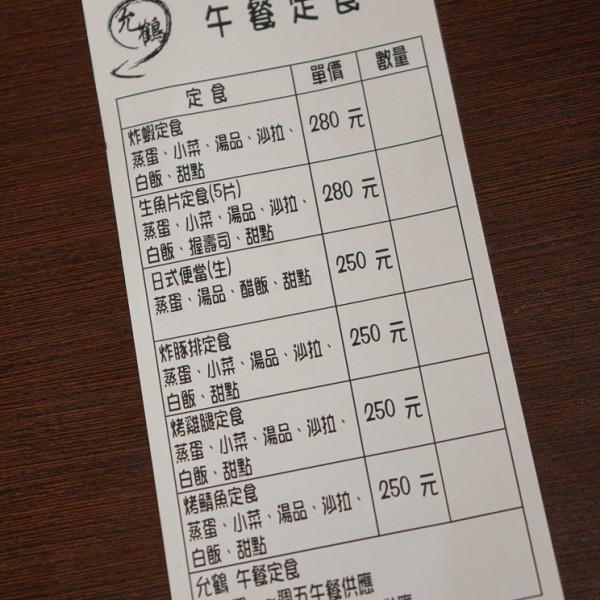 允鶴
午餐定食
定食 單價 數量
炸蝦定食
蒸蛋、小菜、湯品、沙拉、
白飯、甜點
280 元
生魚片定食(5片)
蒸蛋、小菜、湯品、沙拉、
白飯、握壽司、甜點
280 元
日式便當(生)
蒸蛋、湯品、醋飯、甜點
250 元
炸豚排定食
蒸蛋、小菜、湯品、沙拉、
白飯、甜點
250 元
烤雞腿定食
蒸蛋、小菜、湯品、沙拉、
白飯、甜點
250 元
烤鯖魚定食
蒸蛋、小菜、湯品、沙拉、
白飯、甜點
250 元
允鶴 午餐定食
週五午餐供應